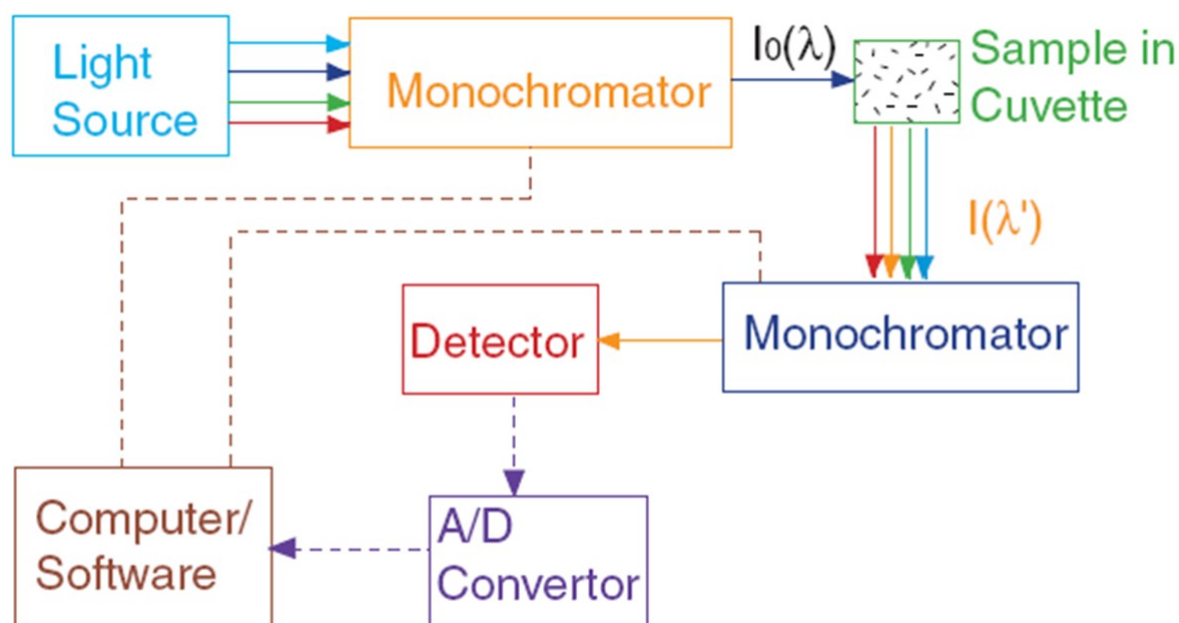 Light
Source
Monochromator
I0(λ)
Sample in
Cuvette
I(λ')
Detector
Monochromator
Computer/
Software
A/D
Convertor